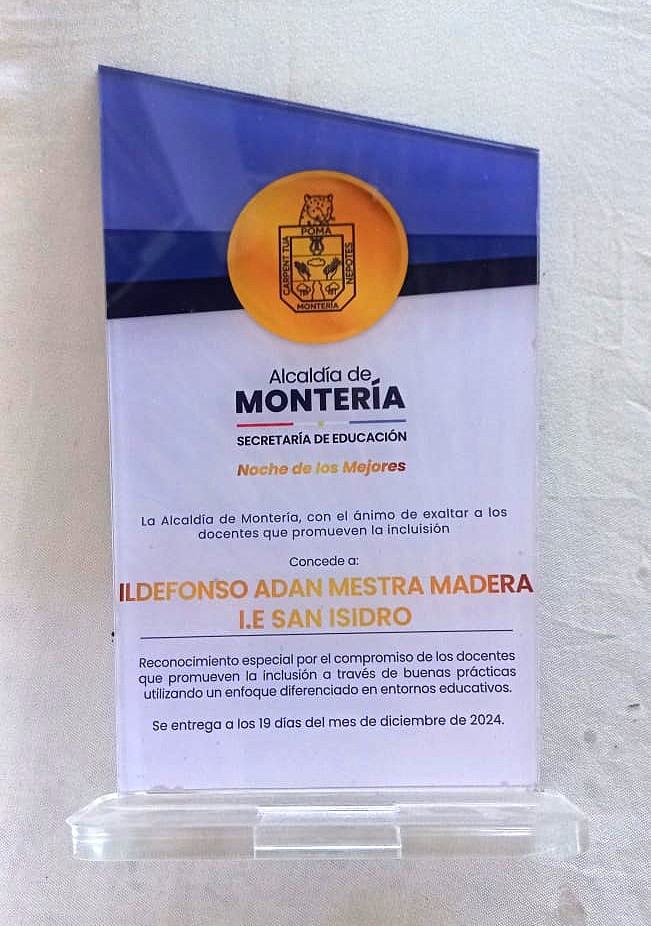 POMA
CARPENT TUA
NEPOTES
MONTERÍA
Alcaldía de
MONTERÍA
SECRETARÍA DE EDUCACIÓN
Noche de los Mejores
La Alcaldía de Montería, con el ánimo de exaltar a los
docentes que promueven la incluisión
Concede a:
ILDEFONSO ADAN MESTRA MADERA
I.E SAN ISIDRO
Reconocimiento especial por el compromiso de los docentes
que promueven la inclusión a través de buenas prácticas
utilizando un enfoque diferenciado en entornos educativos.
Se entrega a los 19 días del mes de diciembre de 2024.